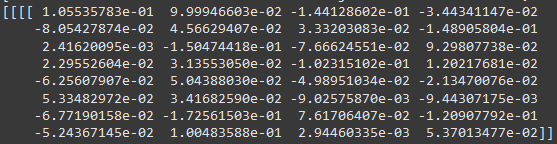 [[[[ 1.05535783e-01  9.99946603e-02 -1.44128602e-01 -3.44341147e-02
-8.05427874e-02  4.56629407e-02  3.33203083e-02 -1.48905804e-01
2.41620095e-03 -1.50474418e-01 -7.66624551e-02  9.29807738e-02
2.29552604e-02  3.13553050e-02 -1.02315102e-01  1.20217681e-02
-6.25607907e-02  5.04388030e-02 -4.98951034e-02 -2.13470076e-02
5.33482972e-02  3.41682590e-02 -9.02575870e-03 -9.44307175e-03
-6.77190158e-02 -1.72561503e-01  7.61706407e-02 -1.20907792e-01
-5.24367145e-02  1.00483588e-01  2.94460335e-03  5.37013477e-02]]